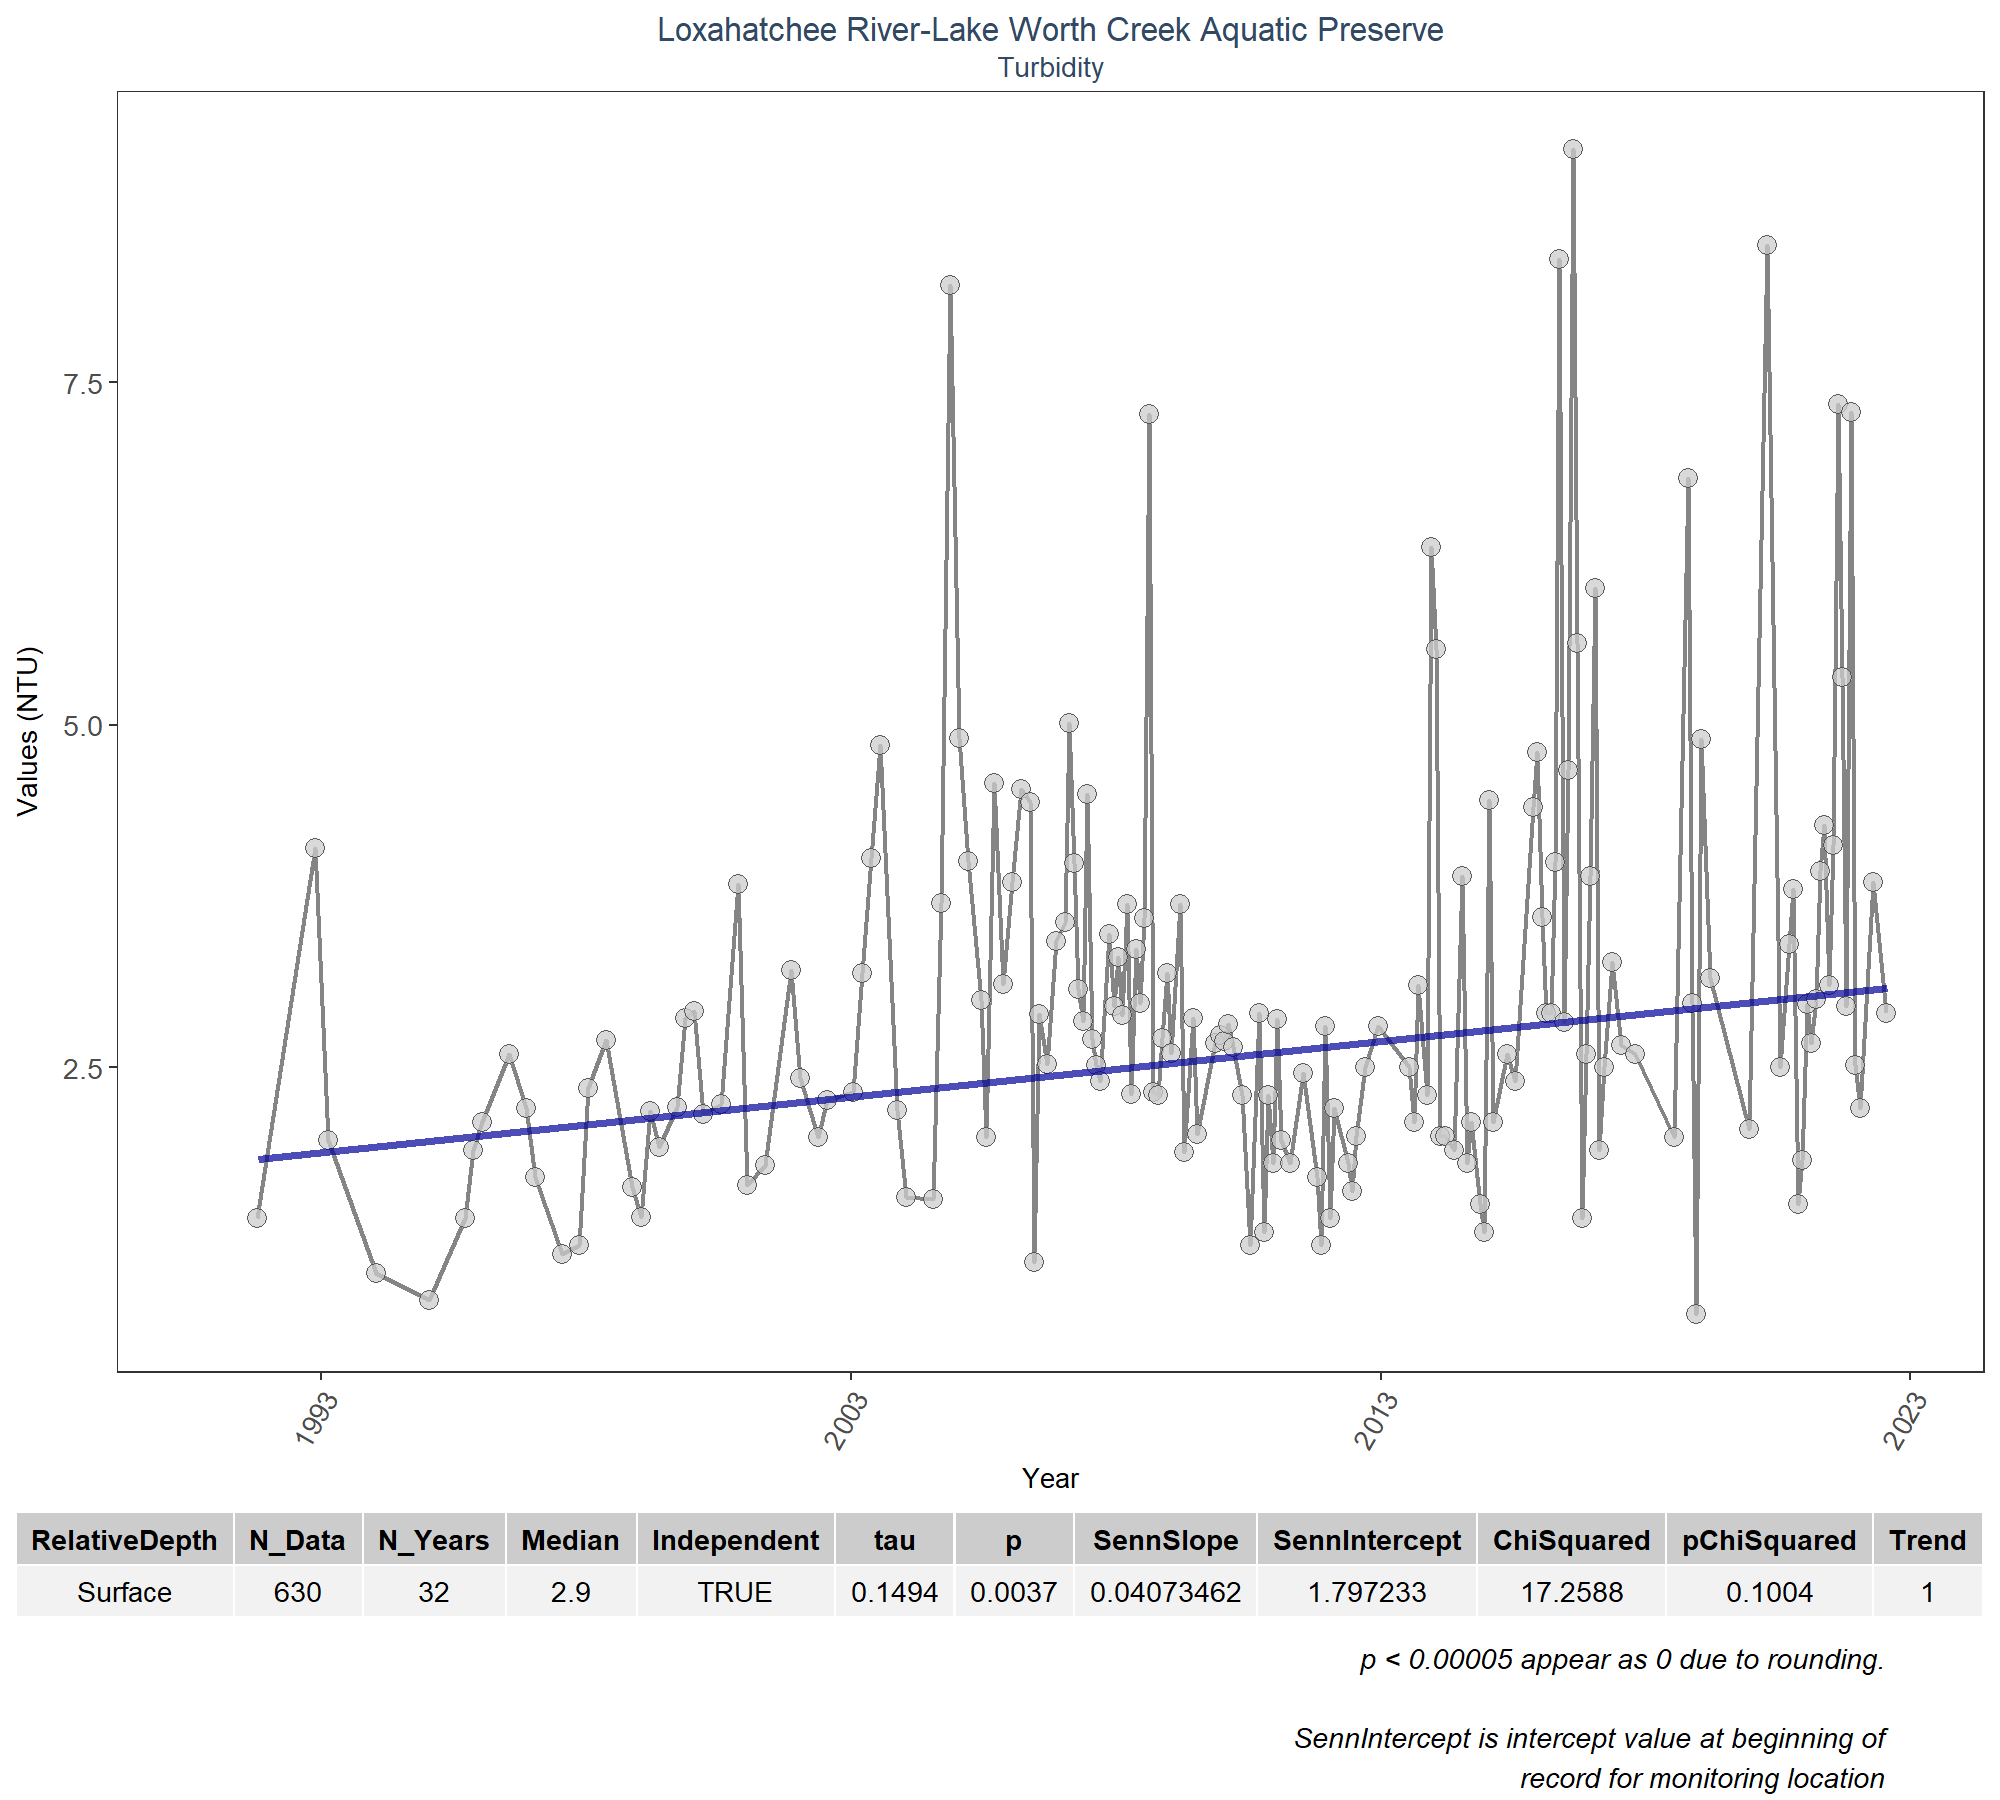 Loxahatchee River-Lake Worth Creek Aquatic Preserve
Turbidity
Values (NTU)
7.5
5.0
2.5
1993 2003 2013 2023
Year
RelativeDepth N_Data N_Years Median Independent tau p SennSlope SennIntercept ChiSquared pChiSquared Trend
Surface 630 32 2.9 TRUE 0.1494 0.0037 0.04073462 1.797233 17.2588 0.1004 1
p < 0.00005 appear as 0 due to rounding.
SennIntercept is intercept value at beginning of
record for monitoring location